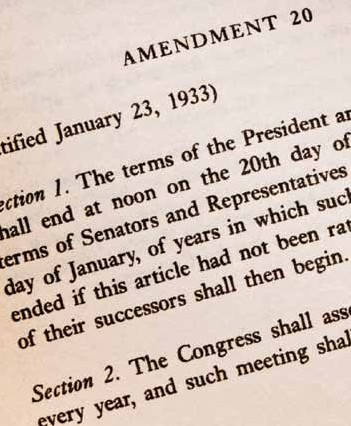 AMENDMENT 20
tified January 23, 1933)
ection 1. The terms of the President an
hall end at noon on the 20th day of
terms of Senators and Representatives
day of January, of years in which such
ended if this article had not been rat
of their successors shall then begin.
Section 2. The Congress shall asse
every year, and such meeting shall